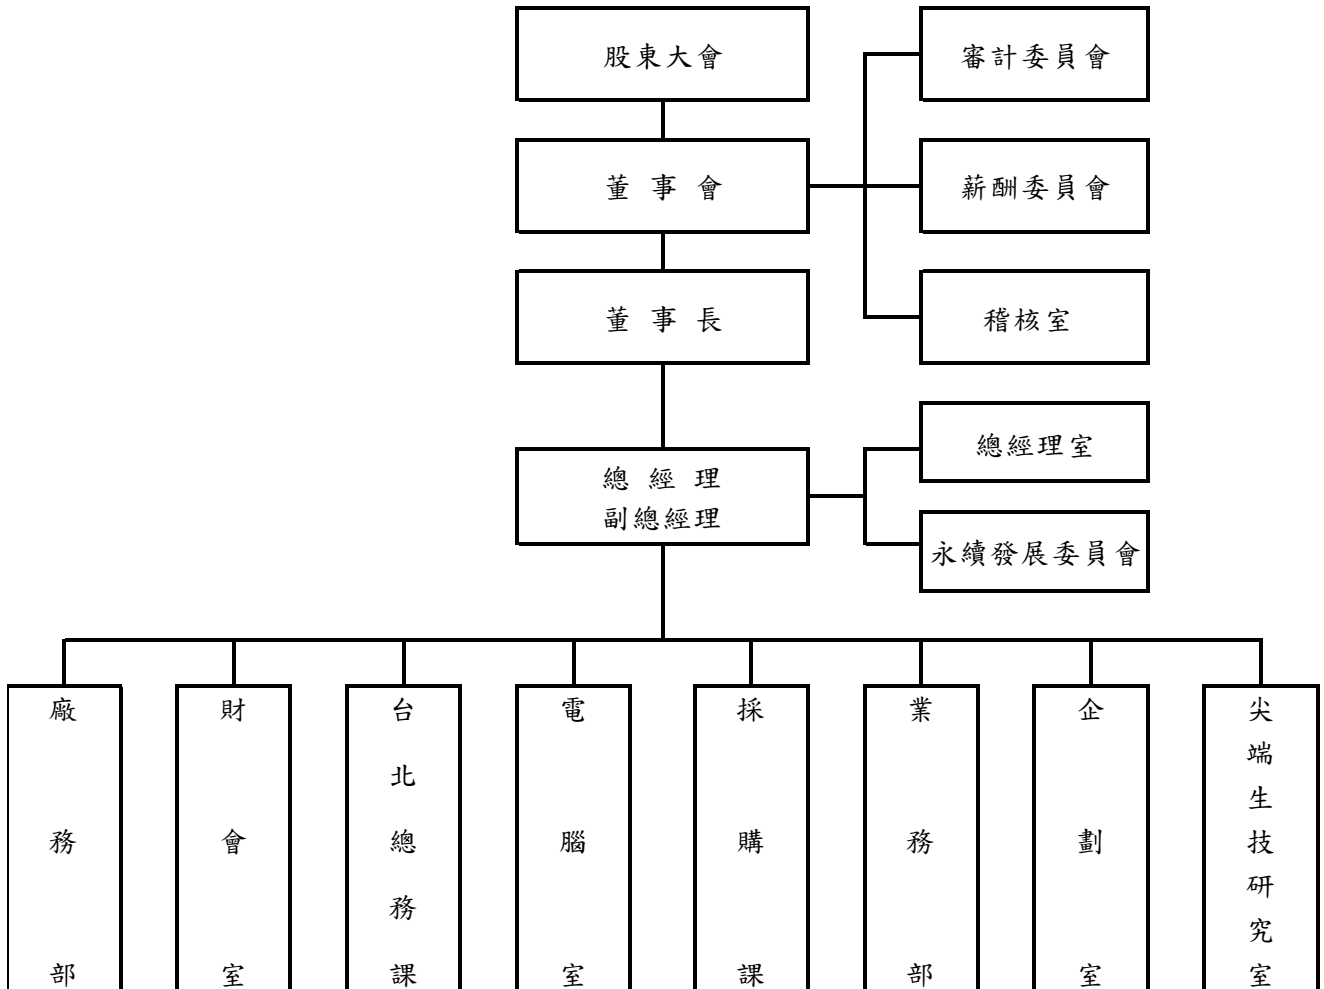 股東大會
審計委員會
董事會
薪酬委員會
董事長
稽核室
總經理
副總經理
總經理室
永續發展委員會
廠務部
財會室
台北總務課
電腦室
採購課
業務部
企劃室
尖端生技研究室